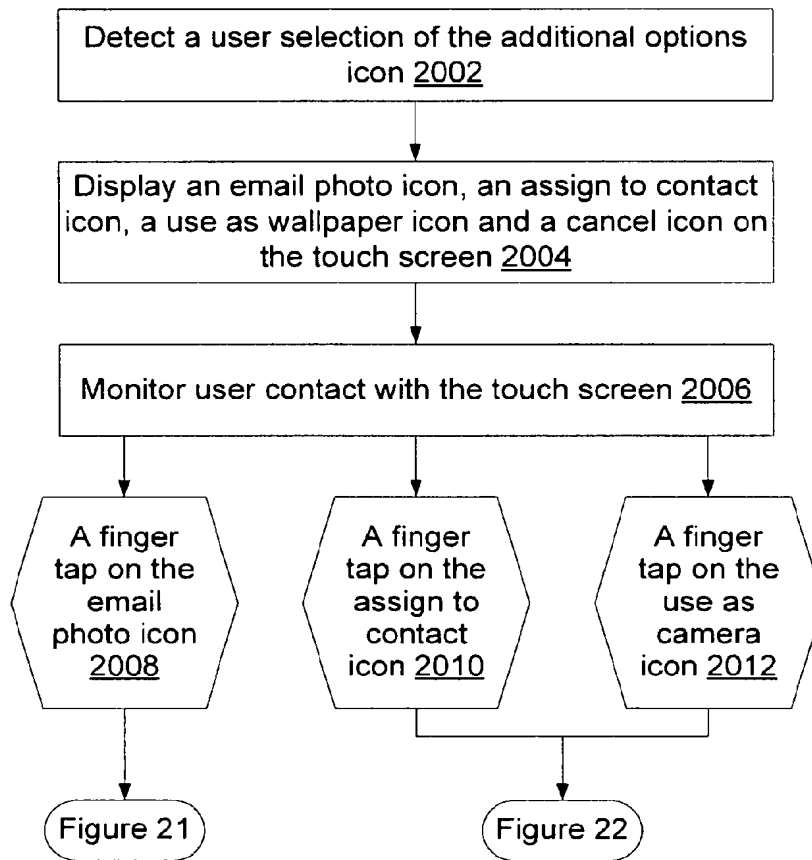 Detect a user selection of the additional options
icon 2002
Display an email photo icon, an assign to contact
icon, a use as wallpaper icon and a cancel icon on
the touch screen 2004
Monitor user contact with the touch screen 2006
A finger
tap on the
email
photo icon
2008
A finger
tap on the
assign to
contact
icon 2010
A finger
tap on the
use as
camera
icon 2012
Figure 21
Figure 22